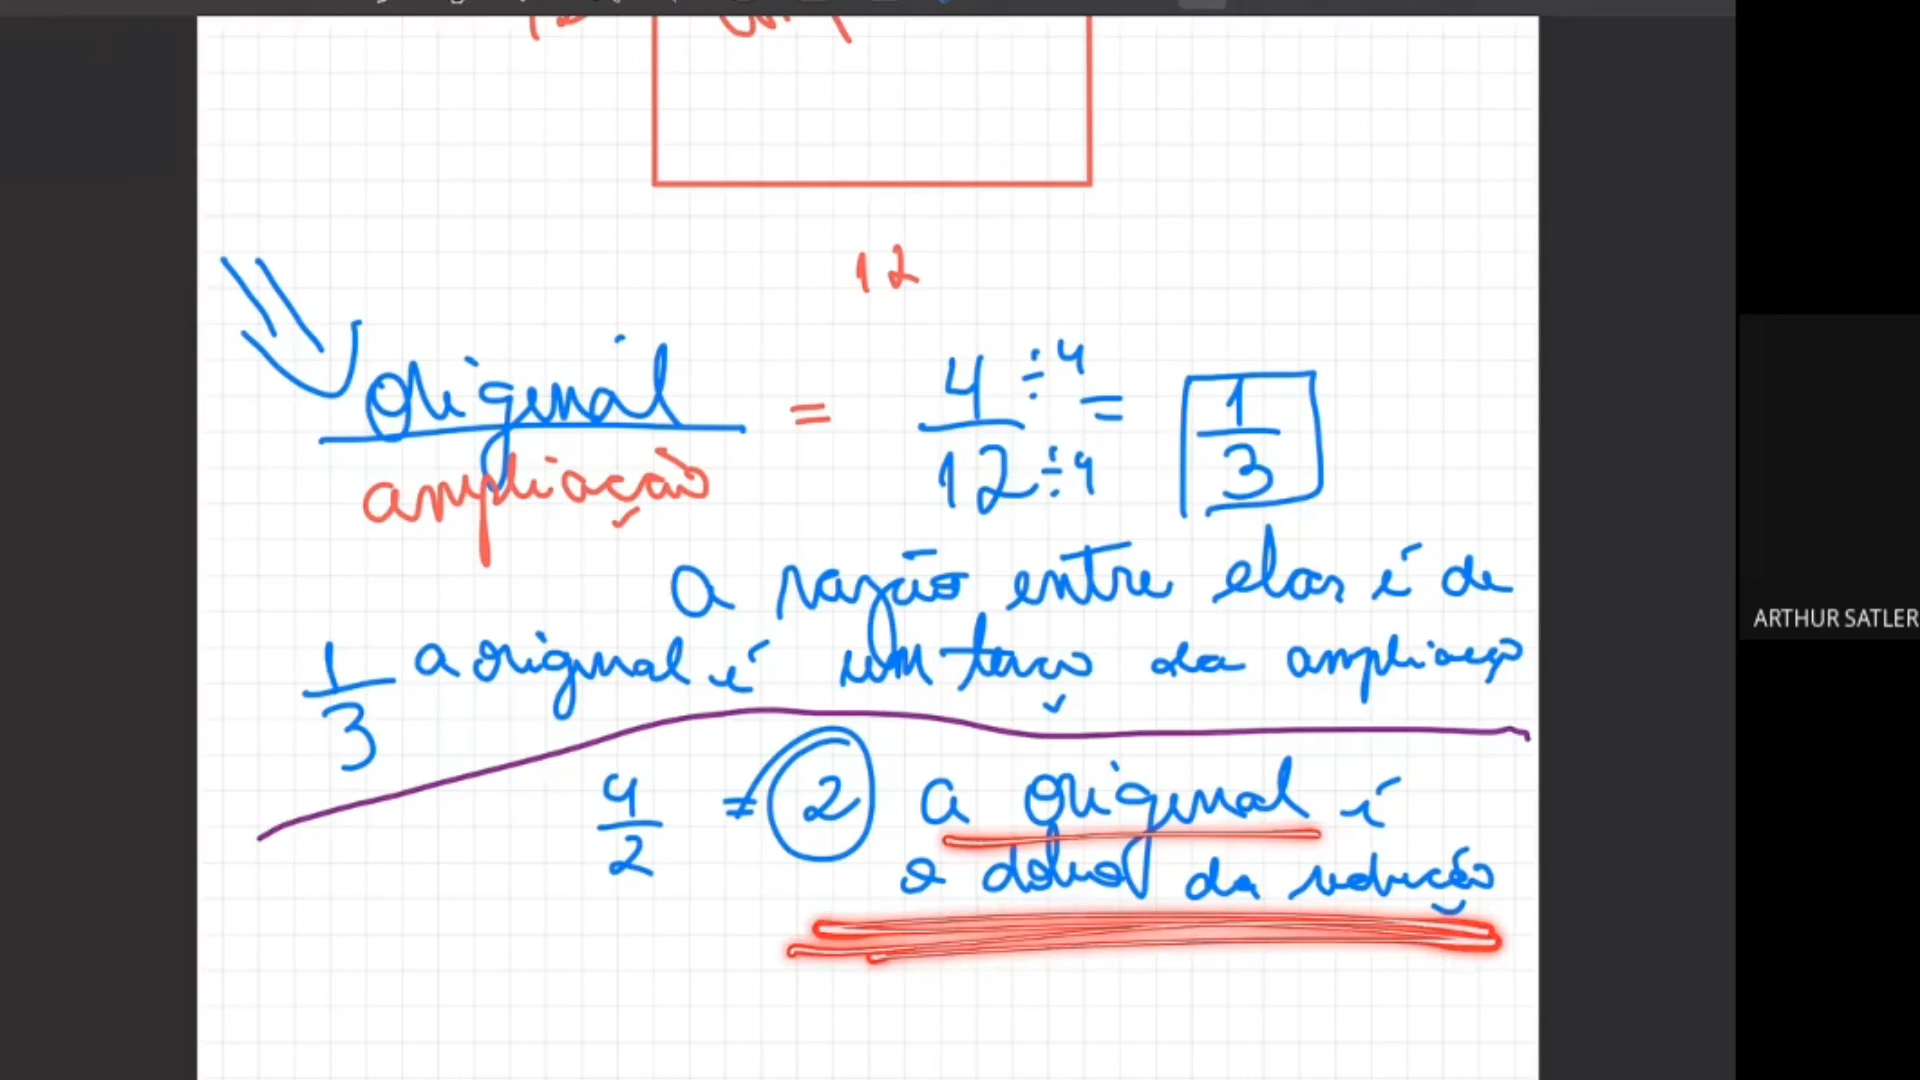 12
original
ampliação
= 4 ÷4 = 1
12 ÷4 3
a razão entre elas é de
1/3 a original é um terço da ampliaço
4/2 = 2 a original é
o dobro da redução
ARTHUR SATLER